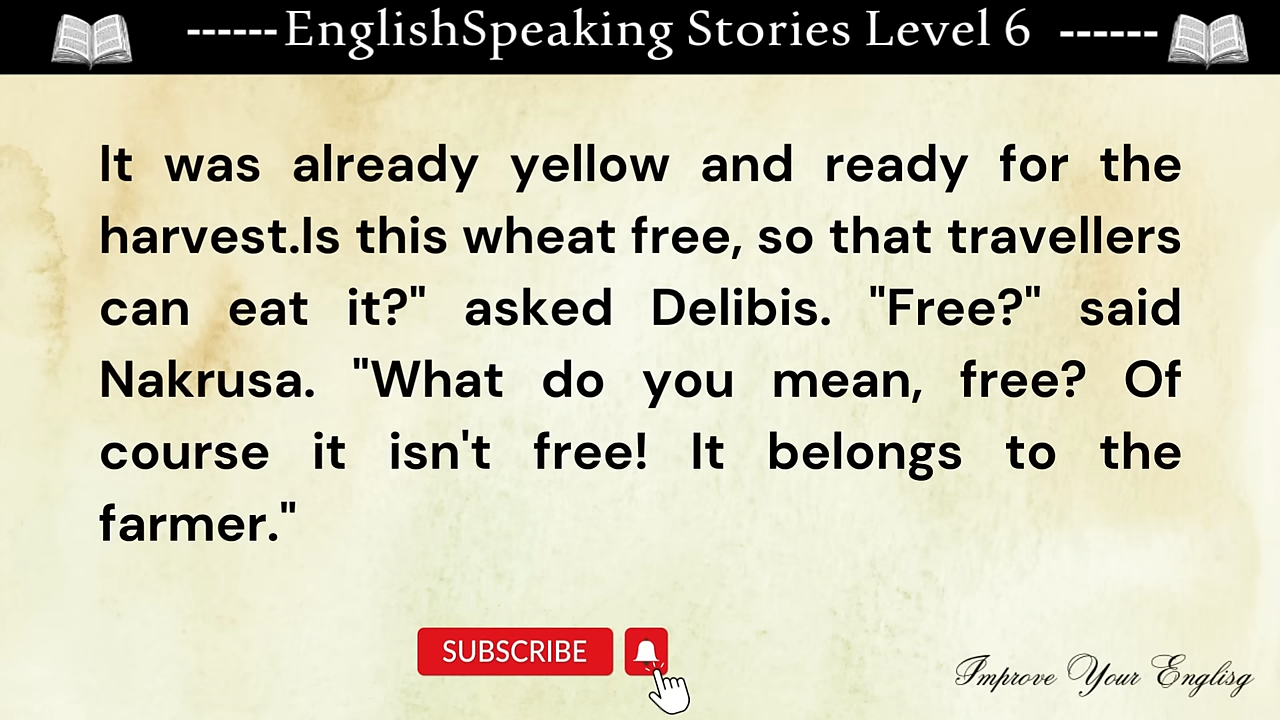 ------EnglishSpeaking Stories Level 6 ------
It was already yellow and ready for the
harvest.Is this wheat free, so that travellers
can eat it?" asked Delibis. "Free?" said
Nakrusa. "What do you mean, free? Of
course it isn't free! It belongs to the
farmer."
SUBSCRIBE
Improve Your Englisg